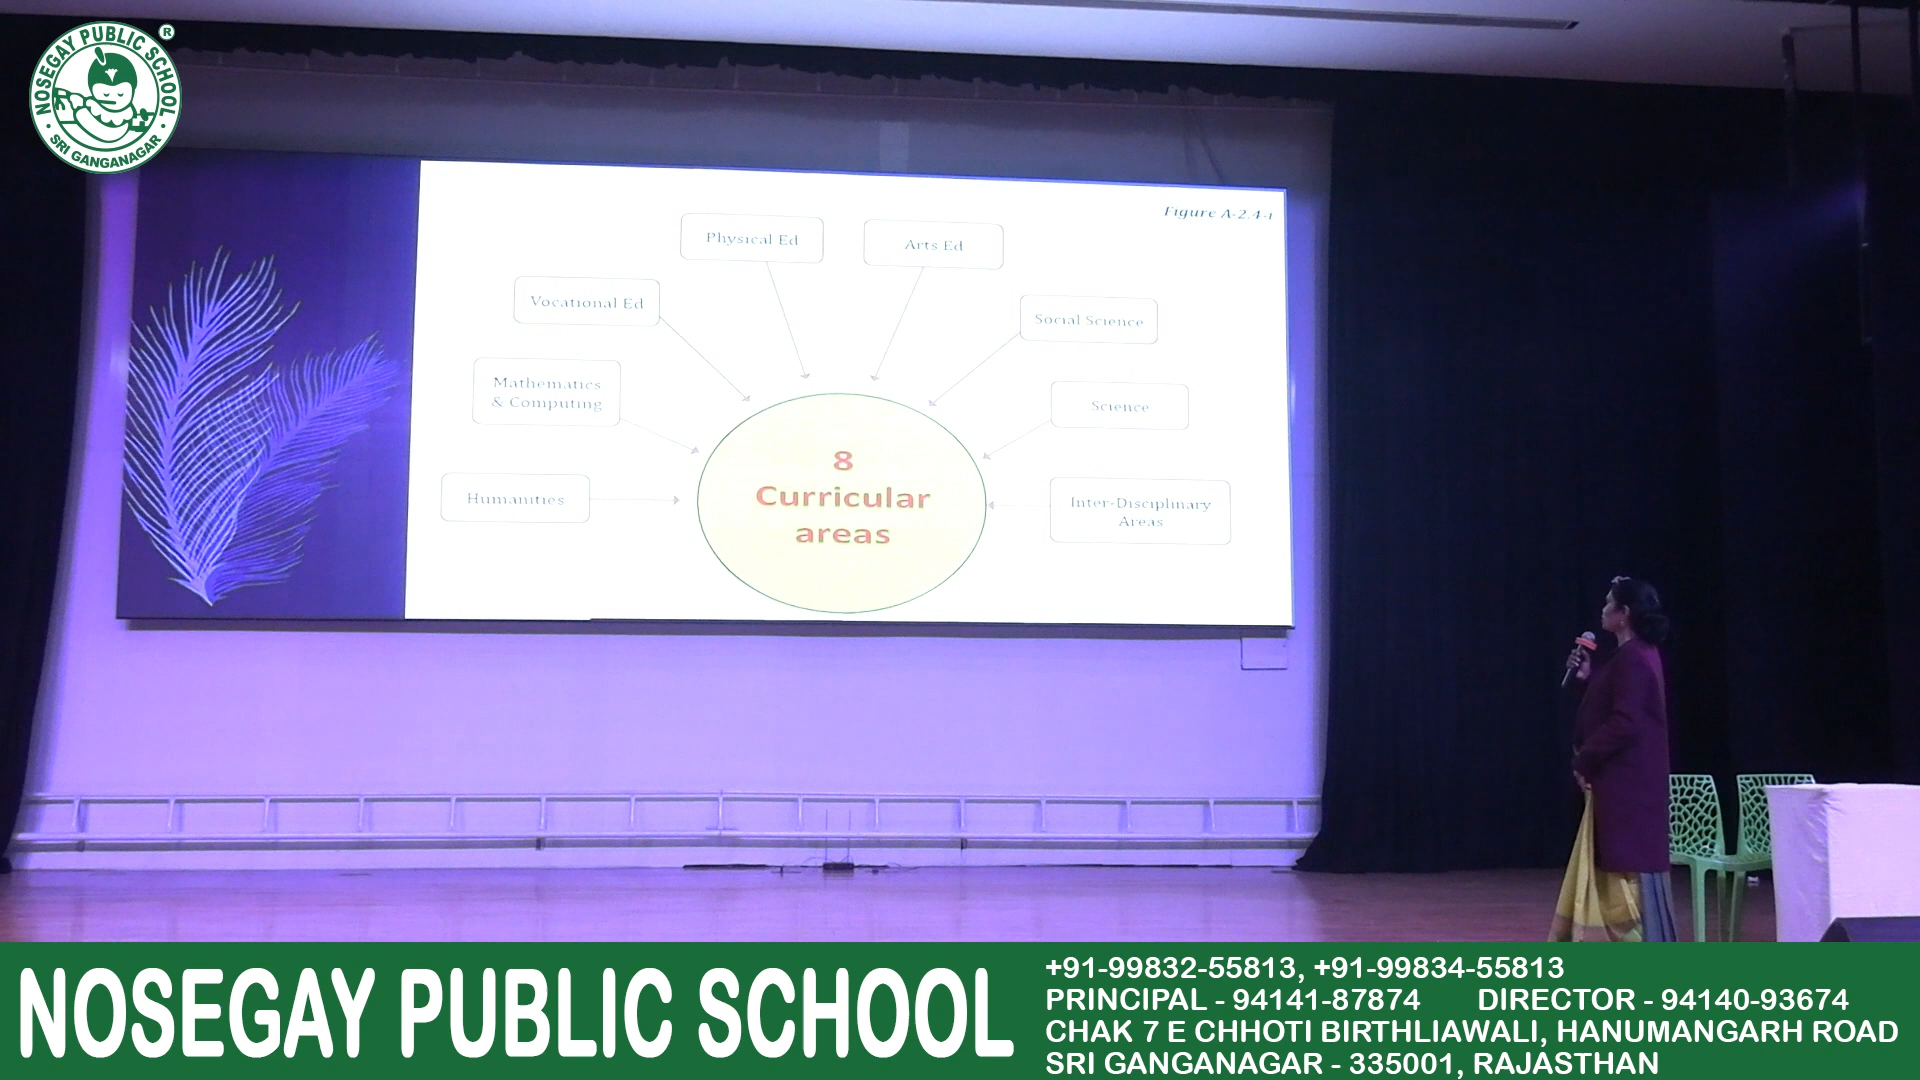 NOSEGAY PUBLIC SCHOOL ®
· SRI GANGANAGAR ·
Figure A-2.4-i
Physical Ed
Arts Ed
Vocational Ed
Social Science
Mathematics
& Computing
Science
Humanities
Inter-Disciplinary
Areas
8
Curricular
areas
NOSEGAY PUBLIC SCHOOL
+91-99832-55813, +91-99834-55813
PRINCIPAL - 94141-87874 DIRECTOR - 94140-93674
CHAK 7 E CHHOTI BIRTHLIAWALI, HANUMANGARH ROAD
SRI GANGANAGAR - 335001, RAJASTHAN